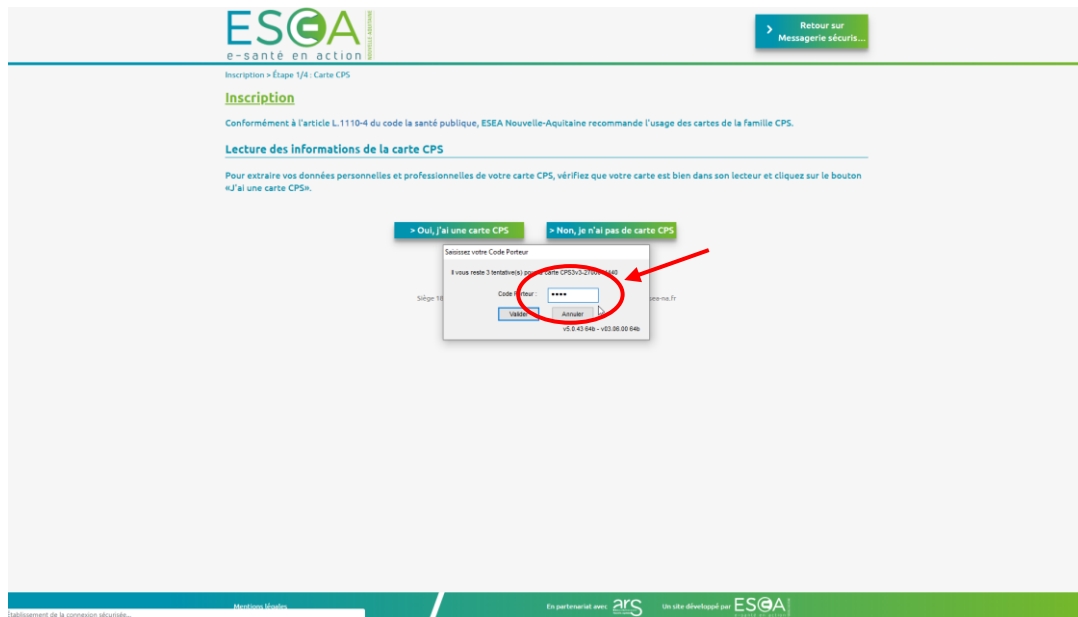 ESEA
NOUVELLE-AQUITAINE
e-santé en action
Retour sur
Messagerie sécuris...
Inscription > Étape 1/4 : Carte CPS
Inscription
Conformément à l'article L.1110-4 du code la santé publique, ESEA Nouvelle-Aquitaine recommande l'usage des cartes de la famille CPS.
Lecture des informations de la carte CPS
Pour extraire vos données personnelles et professionnelles de votre carte CPS, vérifiez que votre carte est bien dans son lecteur et cliquez sur le bouton
«J'ai une carte CPS».
> Oui, j'ai une carte CPS
> Non, je n'ai pas de carte CPS
Saisissez votre Code Porteur
Il vous reste 3 tentative(s) carte
Code Porteur : ••••
Siège
Valider
Annuler
v5.0.43 64b - v03.06.00 64b
Mentions légales
En partenariat avec ars
Un site développé par ESEA
e-santé en action
Établissement de la connexion sécurisée...